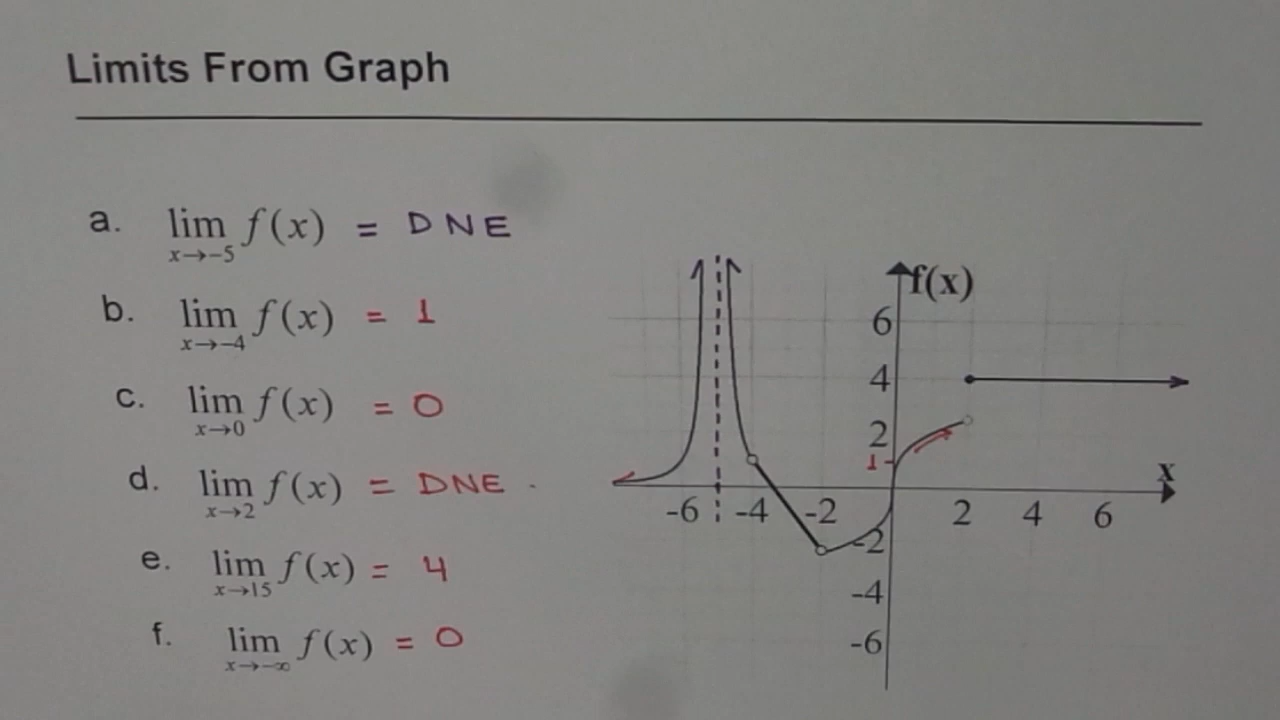 Limits From Graph
a. lim x→-5 f(x) = DNE
b. lim x→-4 f(x) = 1
c. lim x→0 f(x) = 0
d. lim x→2 f(x) = DNE .
e. lim x→15 f(x) = 4
f. lim x→-∞ f(x) = 0
f(x)
6
4
2
1
x
-6 -4 -2 2 4 6
-2
-4
-6